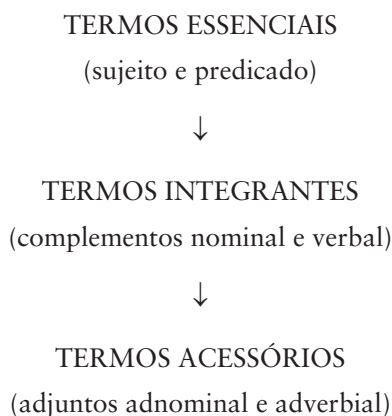 TERMOS ESSENCIAIS
(sujeito e predicado)
↓
TERMOS INTEGRANTES
(complementos nominal e verbal)
↓
TERMOS ACESSÓRIOS
(adjuntos adnominal e adverbial)